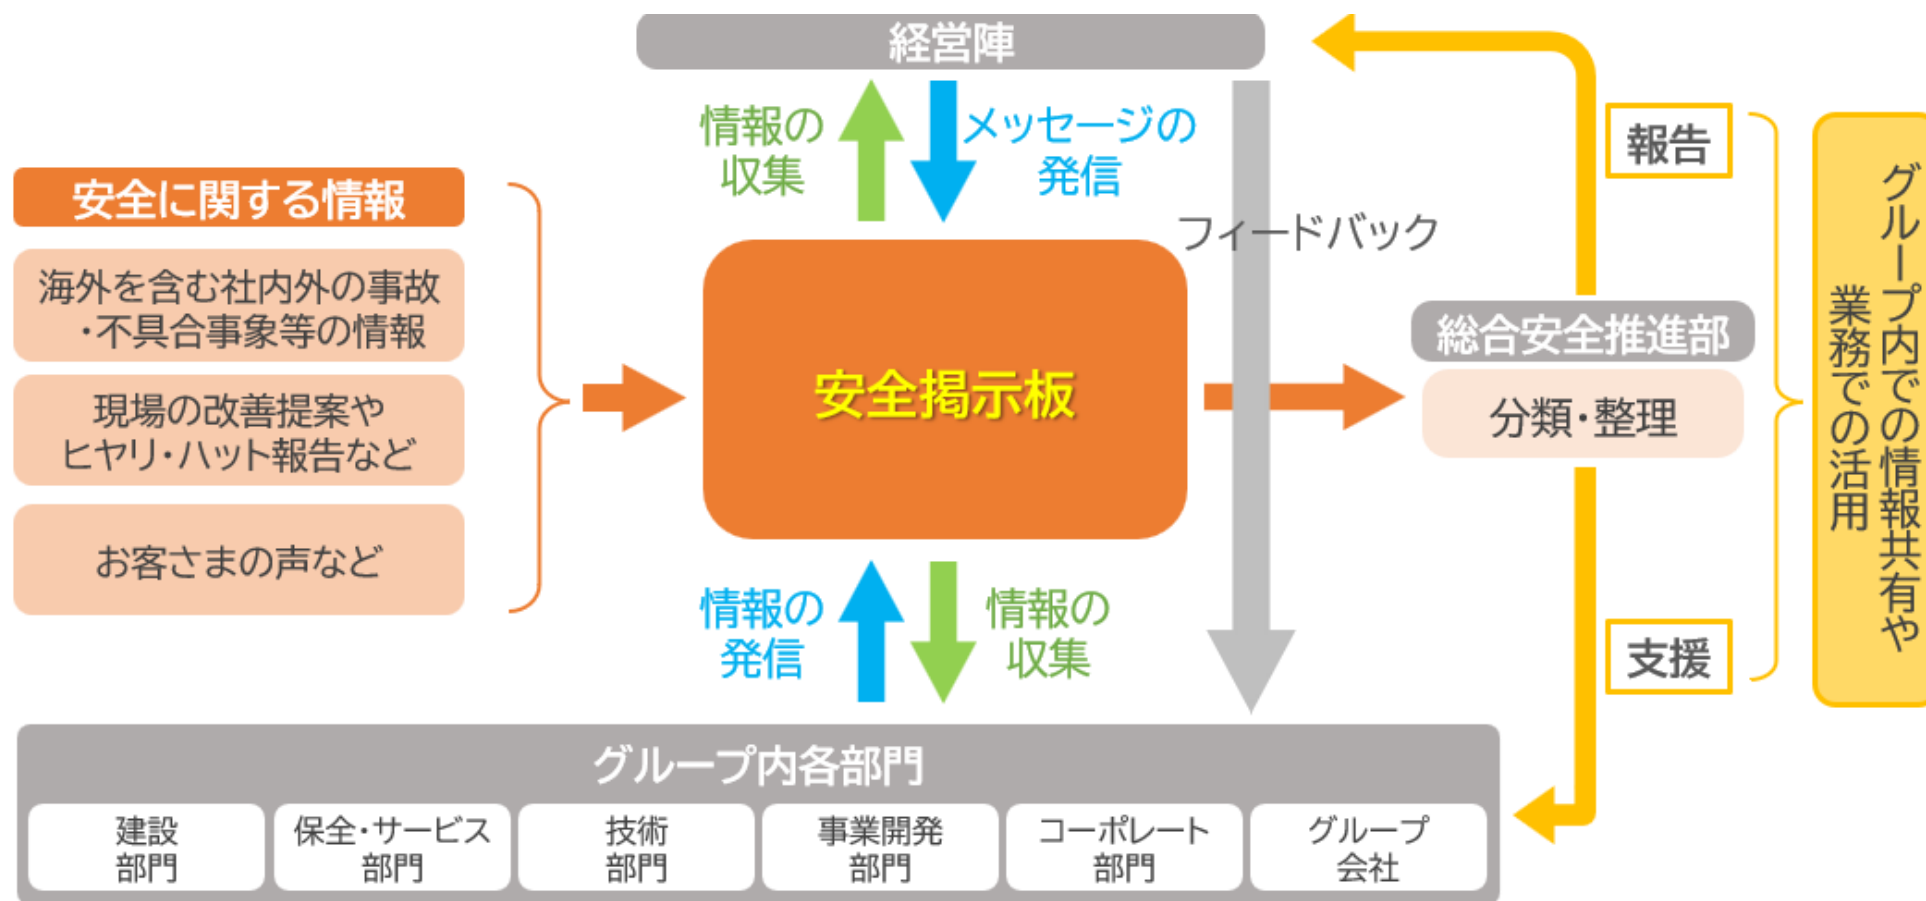 経営陣
情報の
収集
メッセージの
発信
フィードバック
報告
安全に関する情報
海外を含む社内外の事故
・不具合事象等の情報
現場の改善提案や
ヒヤリ・ハット報告など
お客さまの声など
安全掲示板
総合安全推進部
分類・整理
グループ内での情報共有や
業務での活用
情報の
発信
情報の
収集
支援
グループ内各部門
建設
部門
保全・サービス
部門
技術
部門
事業開発
部門
コーポレート
部門
グループ
会社